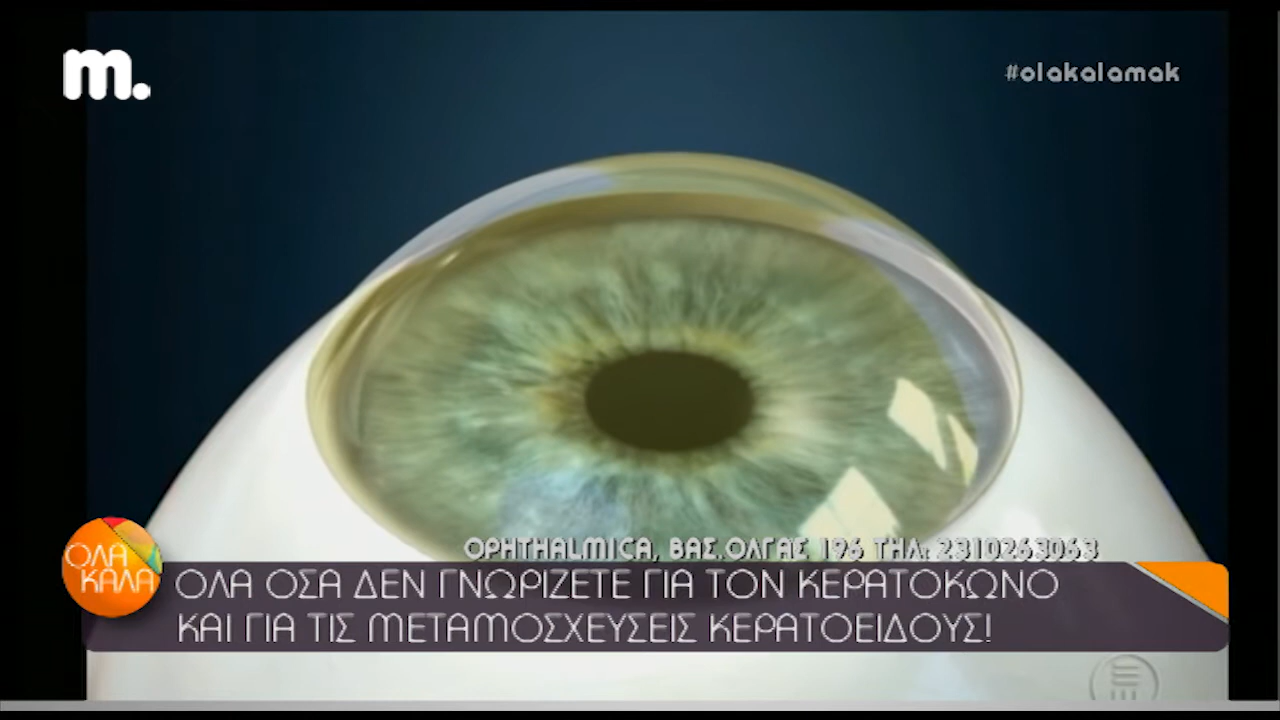 m.
#olakalamak
OPHTHALMICA, ΒΑΣ.ΟΛΓΑΣ 196 ΤΗΛ: 2310263063
ΟΛΑ
ΚΑΛΑ
ΟΛΑ ΟΣΑ ΔΕΝ ΓΝΩΡΙΖΕΤΕ ΓΙΑ ΤΟΝ ΚΕΡΑΤΟΚΩΝΟ
ΚΑΙ ΓΙΑ ΤΙΣ ΜΕΤΑΜΟΣΧΕΥΣΕΙΣ ΚΕΡΑΤΟΕΙΔΟΥΣ!